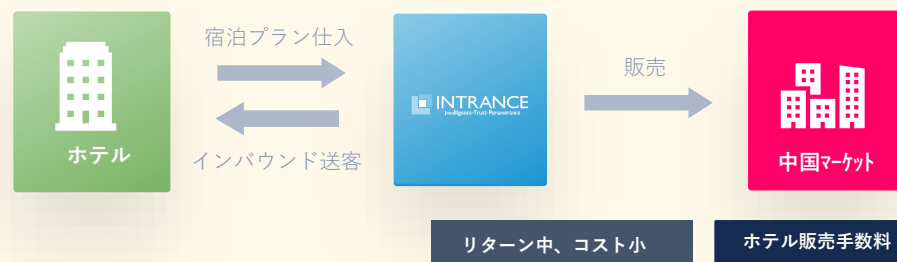 宿泊プラン仕入
販売
INTRANCE
Intelligence·Trust·Perseverance
ホテル
インバウンド送客
中国マーケット
リターン中、コスト小
ホテル販売手数料